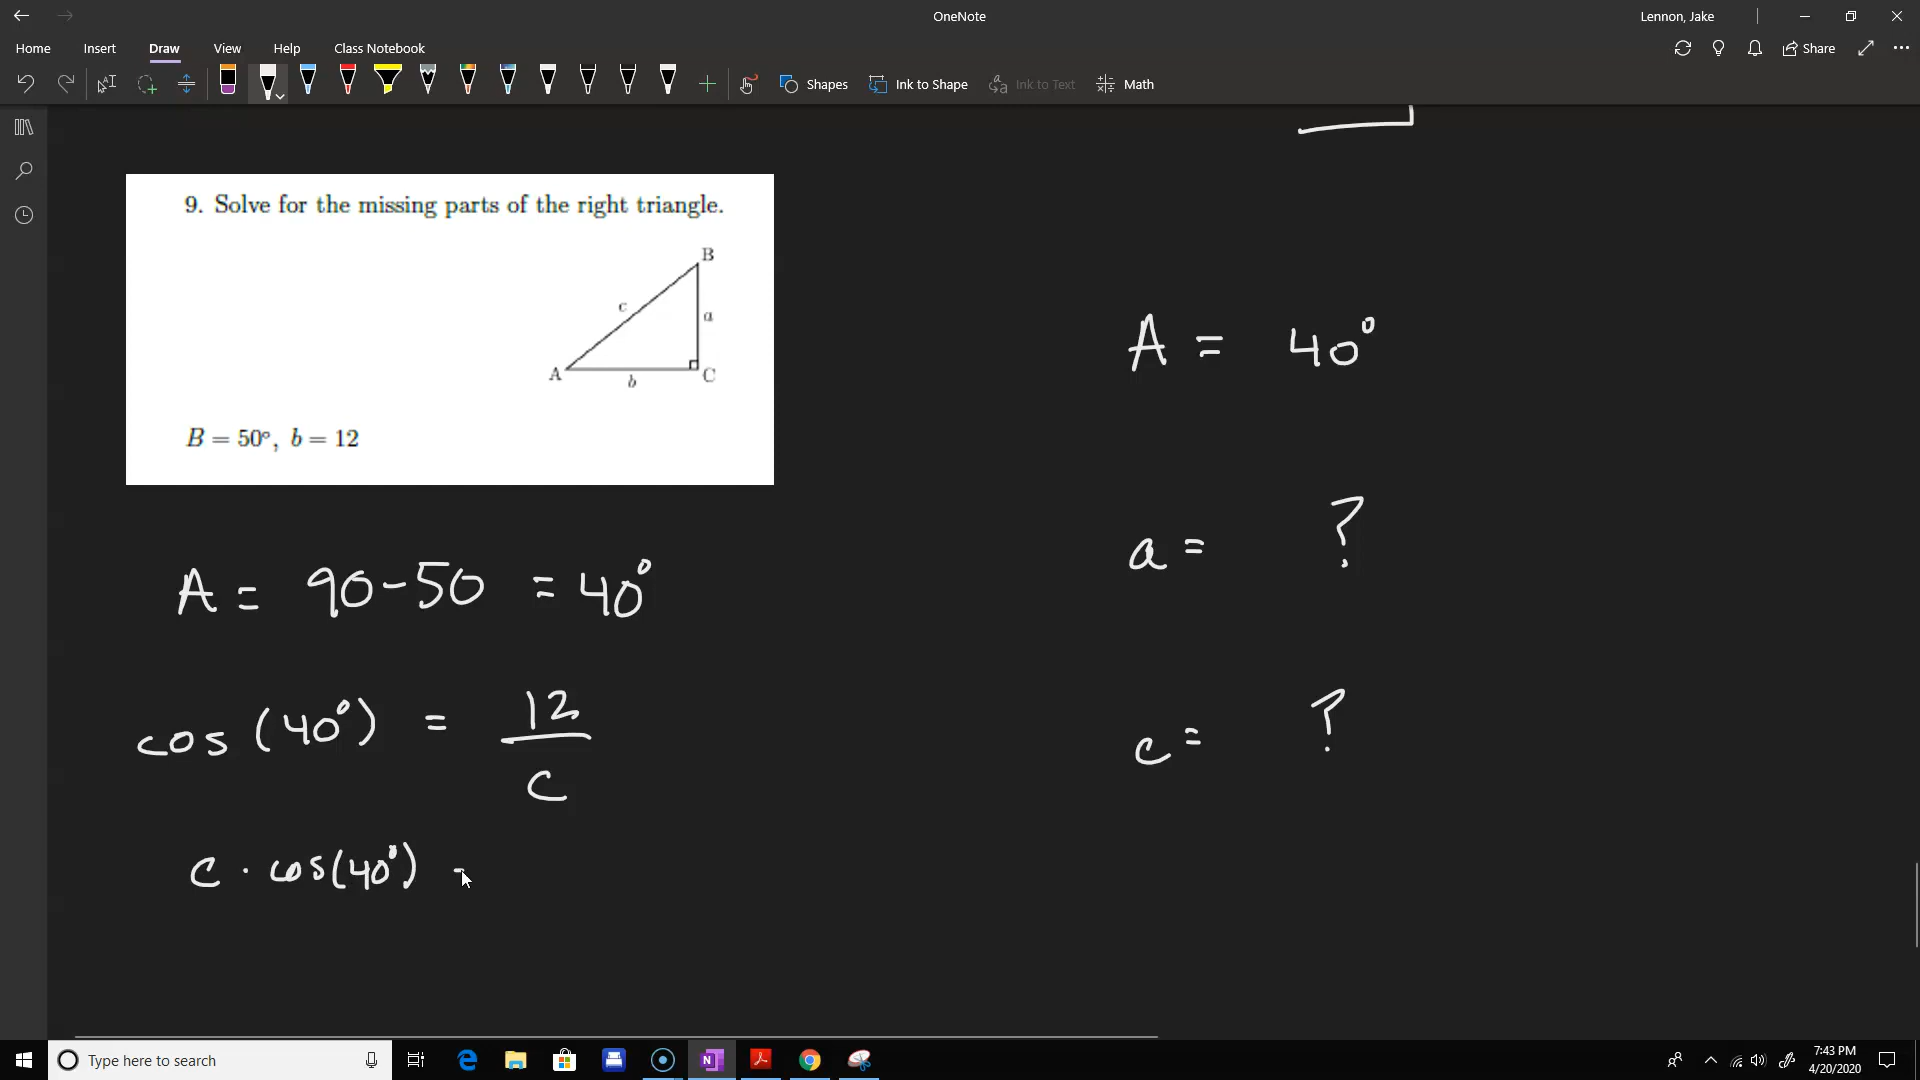 OneNote
Lennon, Jake
Home Insert Draw View Help Class Notebook
Share
Shapes Ink to Shape Ink to Text Math
9. Solve for the missing parts of the right triangle.
B
c
a
A
b
C
B = 50°, b = 12
A = 90-50 = 40°
cos (40°) = 12
c
c · cos(40°)
A = 40°
a = ?
c = ?
Type here to search
7:43 PM
4/20/2020